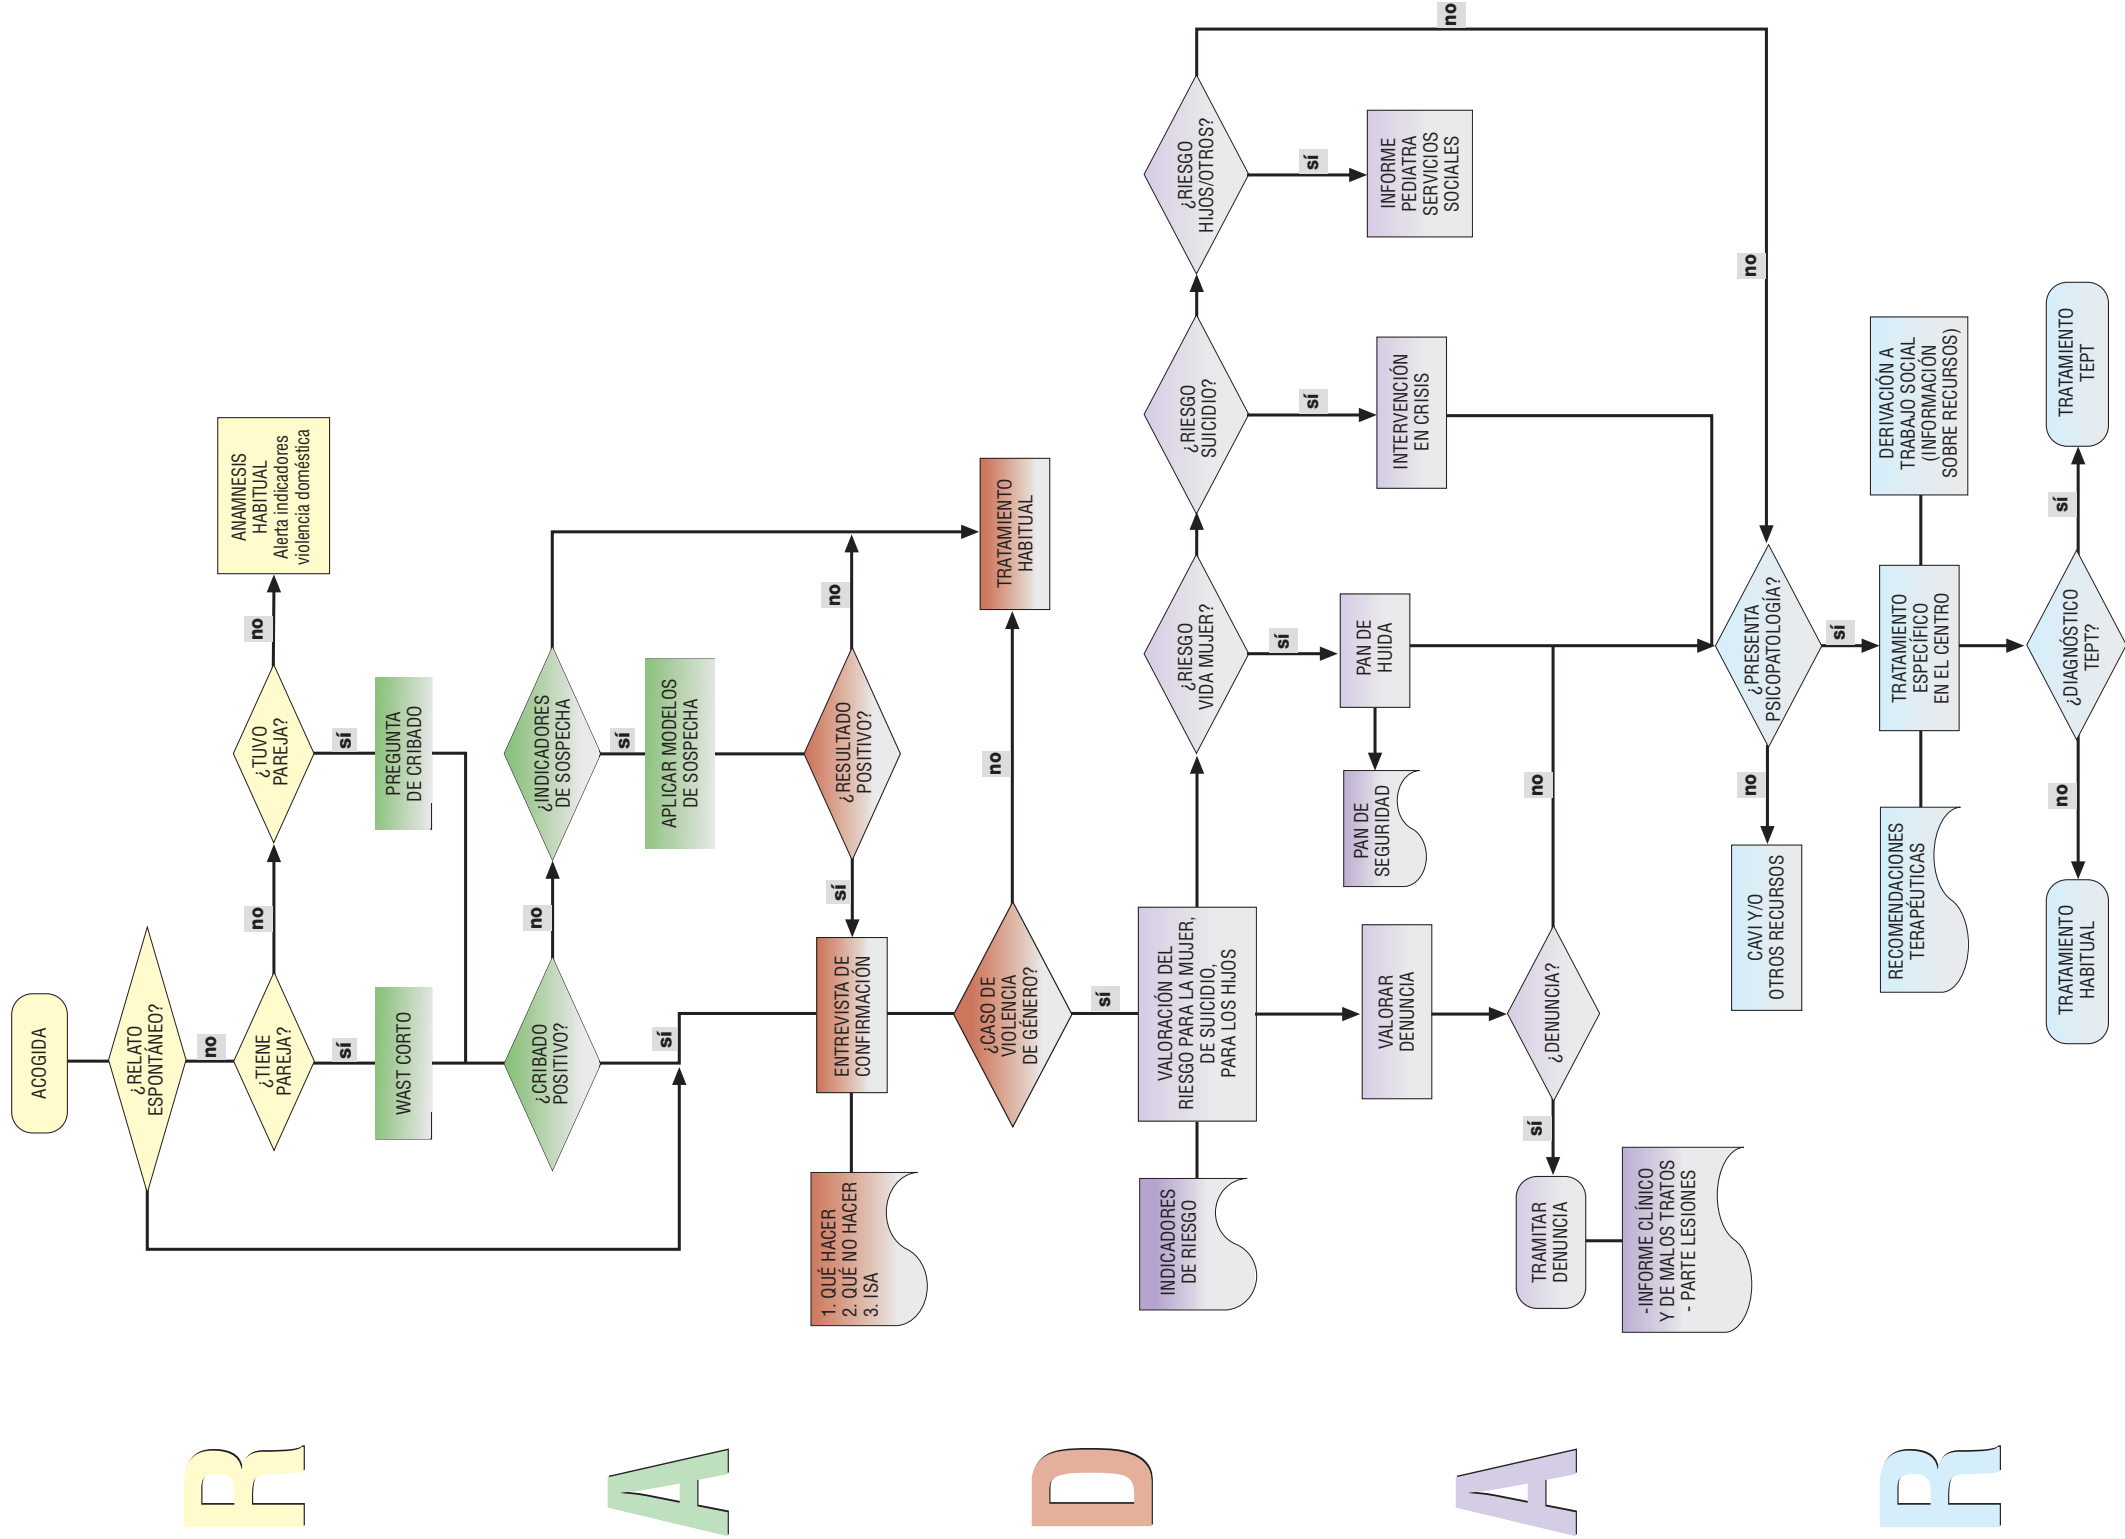 ACOGIDA
¿RELATO
ESPONTÁNEO?
no
¿TIENE
PAREJA?
no
¿TUVO
PAREJA?
no
ANAMNESIS
HABITUAL
Alerta indicadores
violencia doméstica
sí
WAST CORTO
sí
PREGUNTA
DE CRIBADO
¿CRIBADO
POSITIVO?
no
¿INDICADORES
DE SOSPECHA
sí
sí
APLICAR MODELOS
DE SOSPECHA
1. QUÉ HACER
2. QUÉ NO HACER
3. ISA
ENTREVISTA DE
CONFIRMACIÓN
sí
¿RESULTADO
POSITIVO?
no
¿CASO DE
VIOLENCIA
DE GÉNERO?
no
TRATAMIENTO
HABITUAL
sí
INDICADORES
DE RIESGO
VALORACIÓN DEL
RIESGO PARA LA MUJER,
DE SUICIDIO,
PARA LOS HIJOS
¿RIESGO
VIDA MUJER?
¿RIESGO
SUICIDIO?
¿RIESGO
HIJOS/OTROS?
no
sí
sí
sí
PAN DE
HUIDA
INTERVENCIÓN
EN CRISIS
INFORME
PEDIATRA
SERVICIOS
SOCIALES
PAN DE
SEGURIDAD
VALORAR
DENUNCIA
¿DENUNCIA?
no
sí
TRAMITAR
DENUNCIA
-INFORME CLÍNICO
Y DE MALOS TRATOS
- PARTE LESIONES
no
¿PRESENTA
PSICOPATOLOGÍA?
no
CAVI Y/O
OTROS RECURSOS
sí
RECOMENDACIONES
TERAPÉUTICAS
TRATAMIENTO
ESPECÍFICO
EN EL CENTRO
DERIVACIÓN A
TRABAJO SOCIAL
(INFORMACIÓN
SOBRE RECURSOS)
¿DIAGNÓSTICO
TEPT?
no
TRATAMIENTO
HABITUAL
sí
TRATAMIENTO
TEPT
R
A
D
A
R